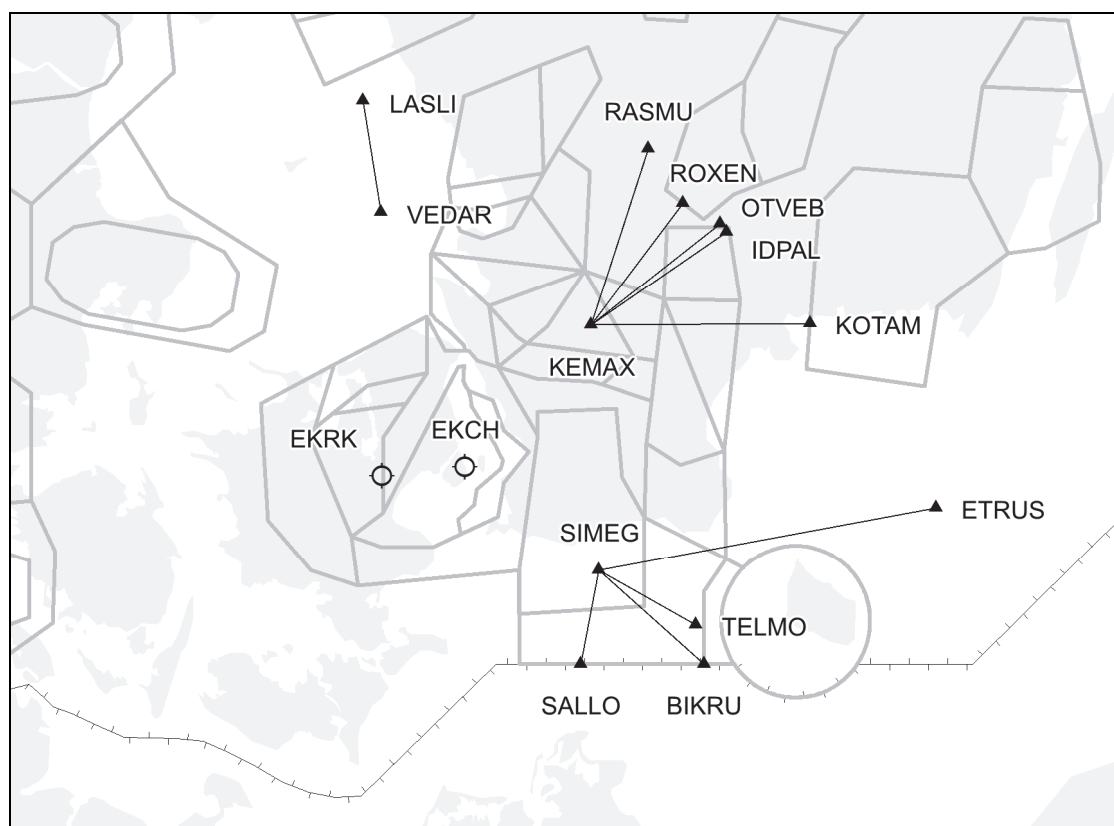 LASLI
RASMU
ROXEN
OTVEB
VEDAR
IDPAL
KOTAM
KEMAX
EKCH
EKRK
ETRUS
SIMEG
TELMO
SALLO
BIKRU